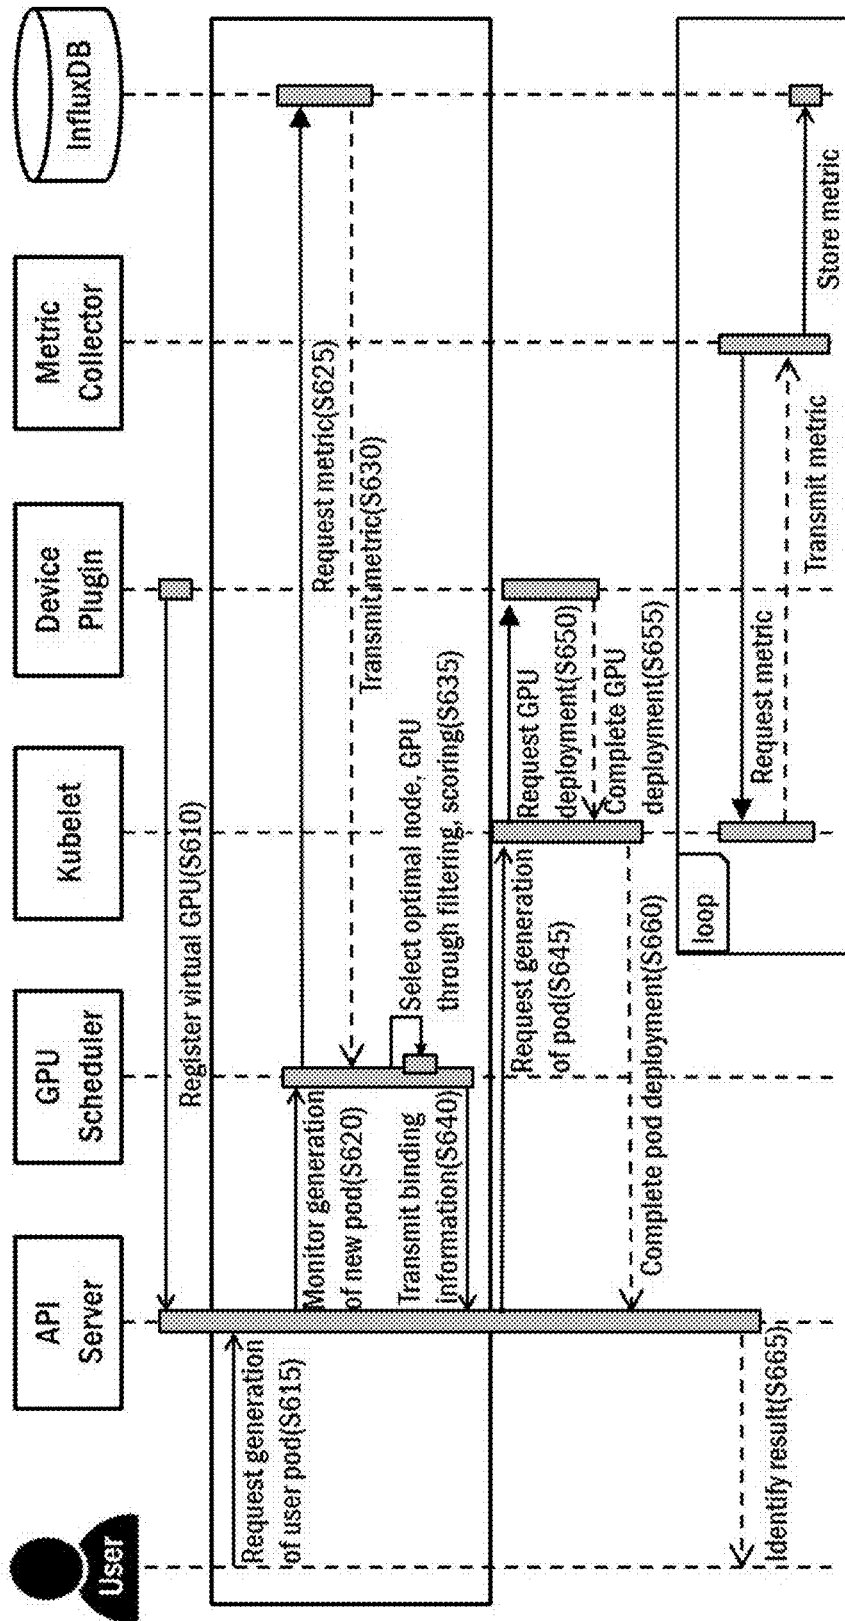 User
API
Server
GPU
Scheduler
Kubelet
Device
Plugin
Metric
Collector
InfluxDB
Register virtual GPU(S610)
Request generation
of user pod(S615)
Monitor generation
of new pod(S620)
Request metric(S625)
Transmit metric(S630)
Select optimal node, GPU
through filtering, scoring(S635)
Transmit binding
information(S640)
Request generation
of pod(S645)
Request GPU
deployment(S650)
Complete GPU
deployment(S655)
Complete pod deployment(S660)
Identify result(S665)
loop
Request metric
Transmit metric
Store metric